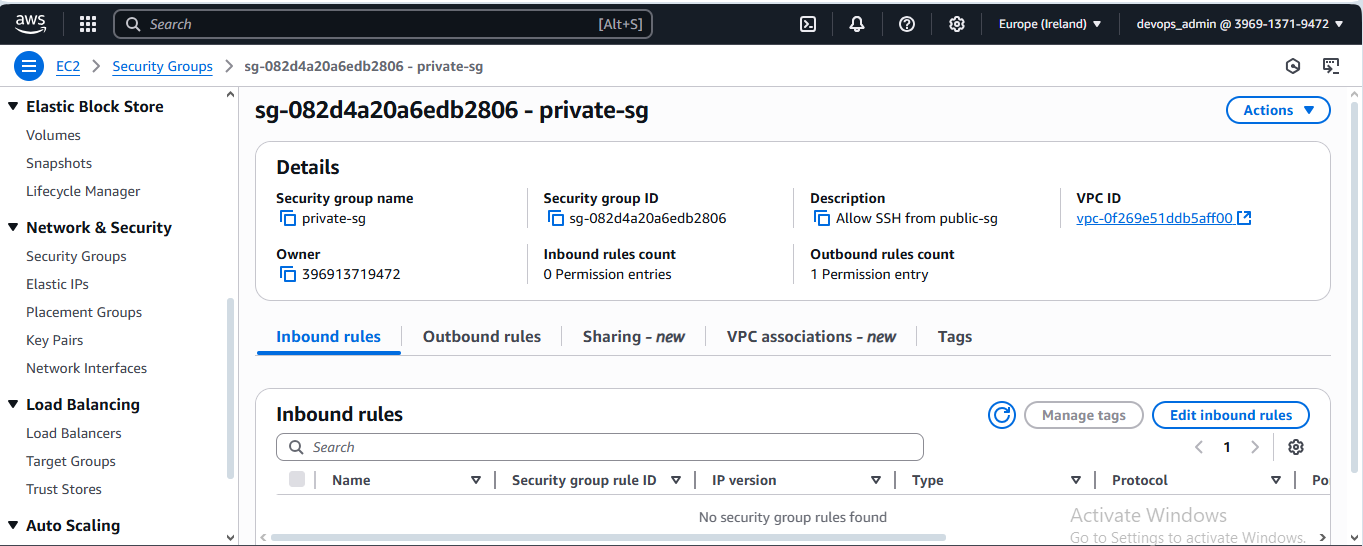 aws
Search [Alt+S]
Europe (Ireland)
devops_admin @ 3969-1371-9472
EC2 > Security Groups > sg-082d4a20a6edb2806 - private-sg
Elastic Block Store
Volumes
Snapshots
Lifecycle Manager
Network & Security
Security Groups
Elastic IPs
Placement Groups
Key Pairs
Network Interfaces
Load Balancing
Load Balancers
Target Groups
Trust Stores
Auto Scaling
sg-082d4a20a6edb2806 - private-sg
Actions
Details
Security group name
private-sg
Security group ID
sg-082d4a20a6edb2806
Description
Allow SSH from public-sg
VPC ID
vpc-0f269e51ddb5aff00
Owner
396913719472
Inbound rules count
0 Permission entries
Outbound rules count
1 Permission entry
Inbound rules
Outbound rules
Sharing - new
VPC associations - new
Tags
Inbound rules
Manage tags
Edit inbound rules
Search
1
Name
Security group rule ID
IP version
Type
Protocol
Po
No security group rules found
Activate Windows
Go to Settings to activate Windows.